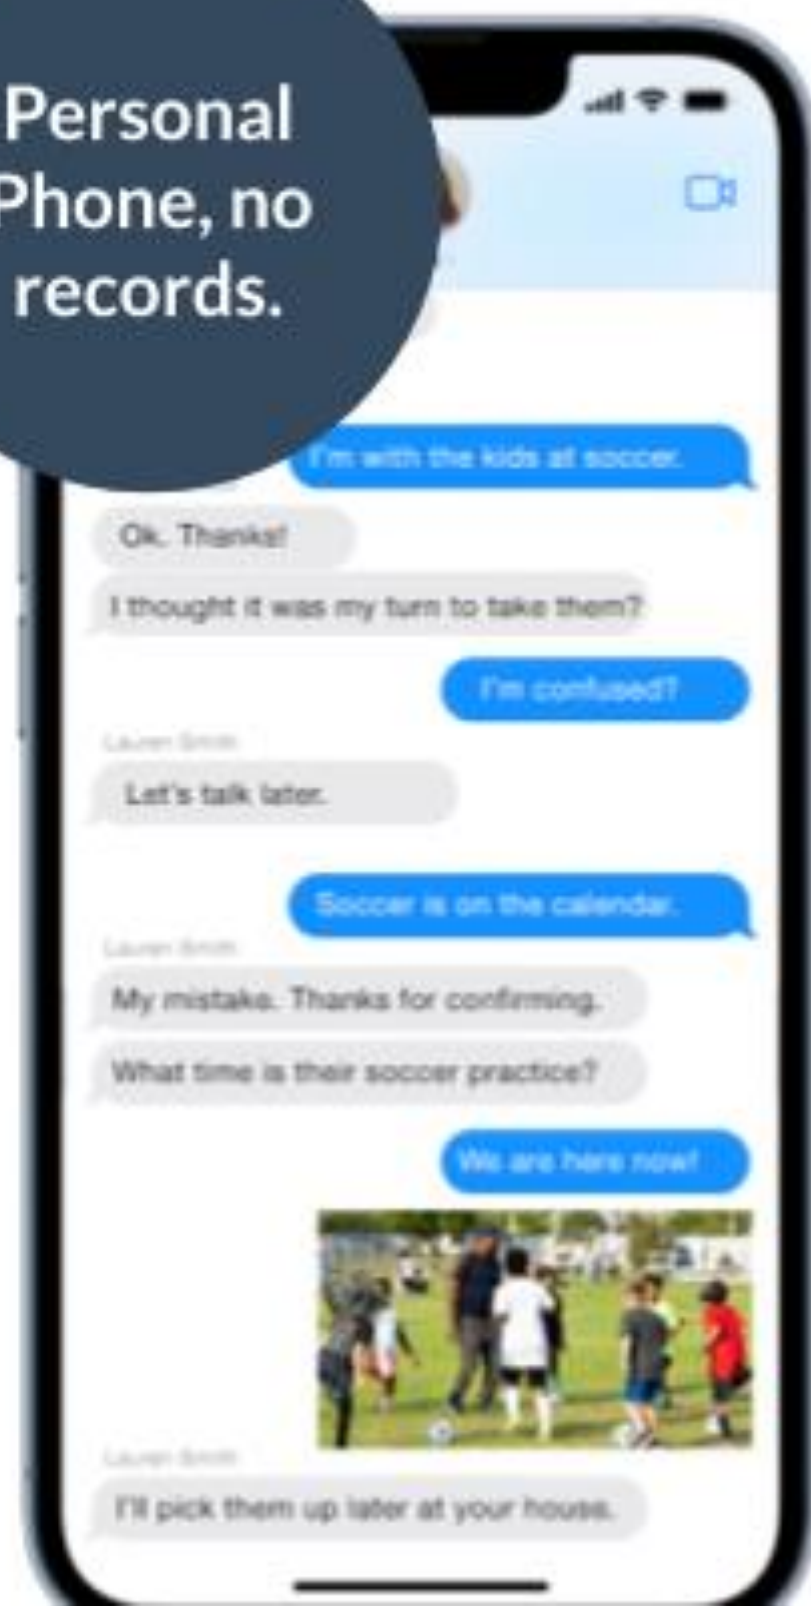 Personal
Phone, no
records.
I'm with the kids at soccer.
Ok. Thanks!
I thought it was my turn to take them?
I'm confused?
Lauren Smith
Let's talk later.
Soccer is on the calendar.
Lauren Smith
My mistake. Thanks for confirming.
What time is their soccer practice?
We are here now!
Lauren Smith
I'll pick them up later at your house.